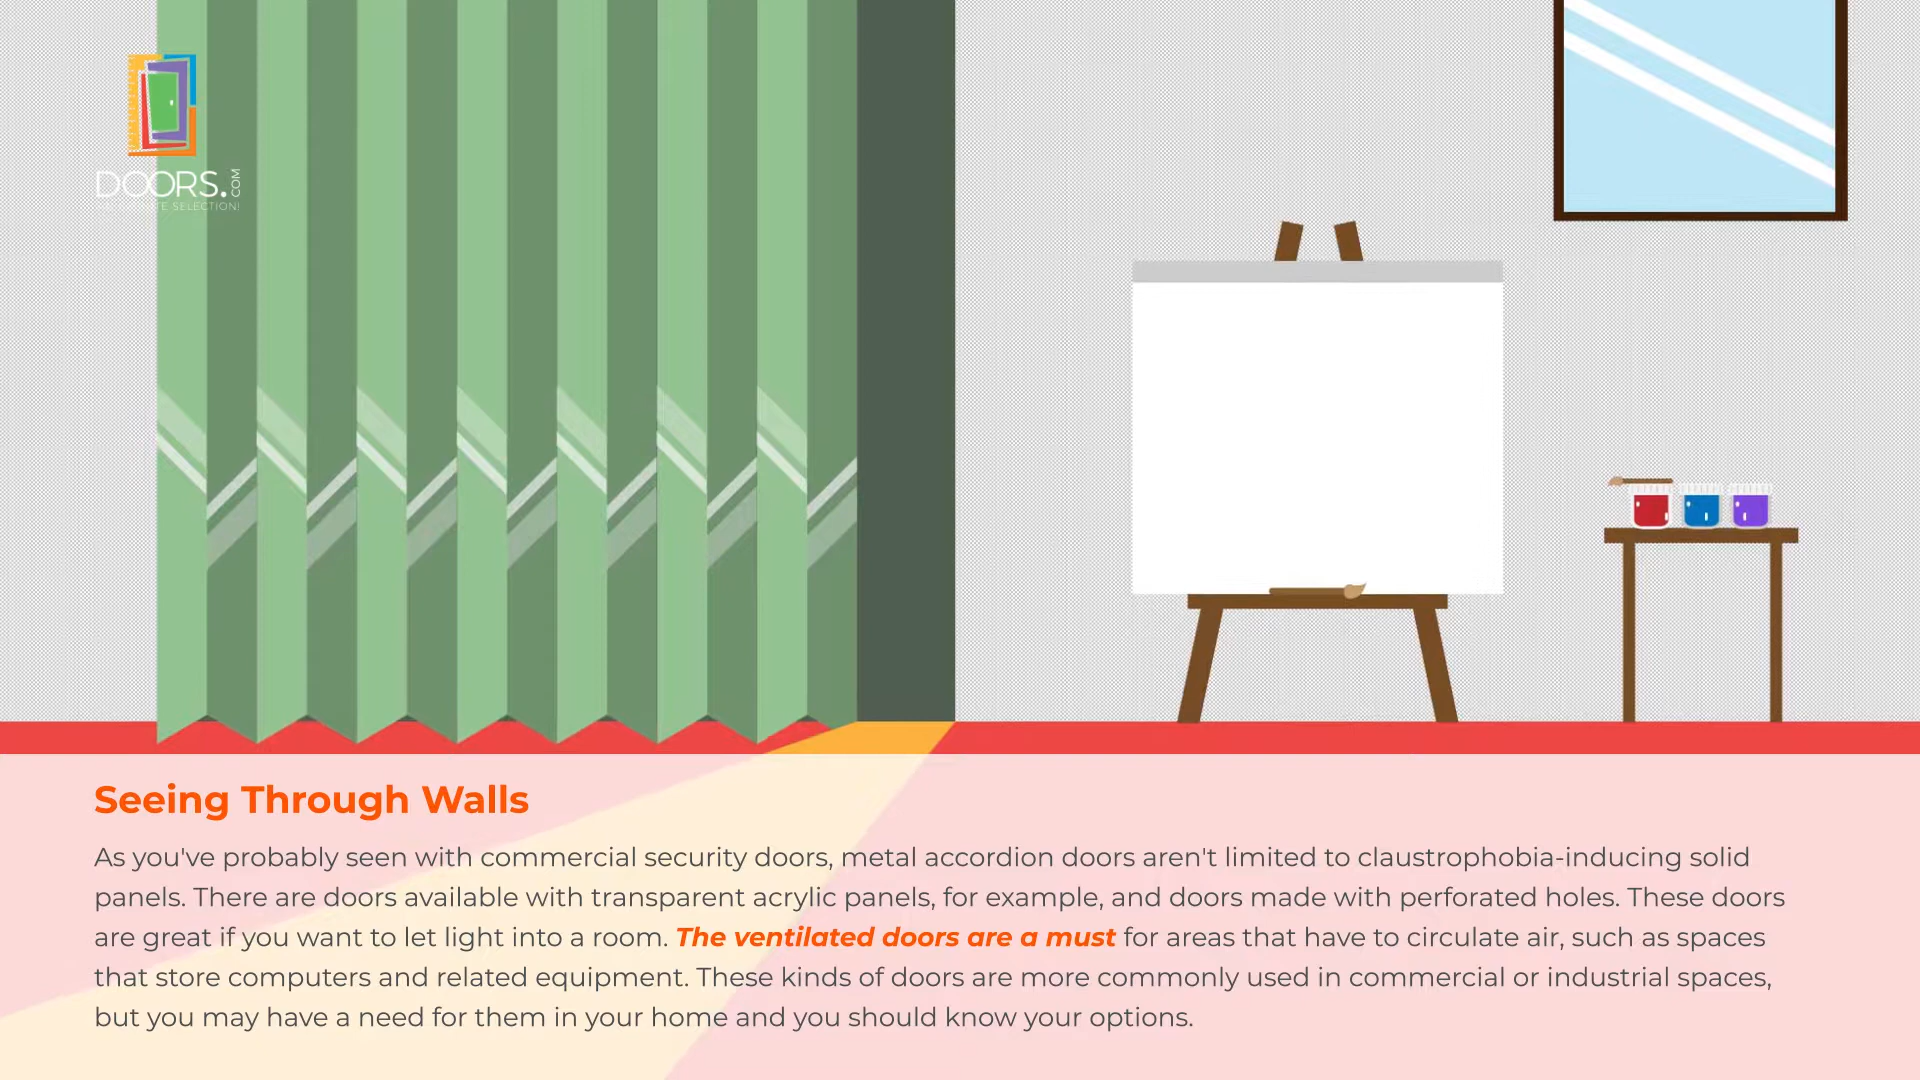 DOORS.COM
SELECTION!
Seeing Through Walls
As you've probably seen with commercial security doors, metal accordion doors aren't limited to claustrophobia-inducing solid
panels. There are doors available with transparent acrylic panels, for example, and doors made with perforated holes. These doors
are great if you want to let light into a room. The ventilated doors are a must for areas that have to circulate air, such as spaces
that store computers and related equipment. These kinds of doors are more commonly used in commercial or industrial spaces,
but you may have a need for them in your home and you should know your options.